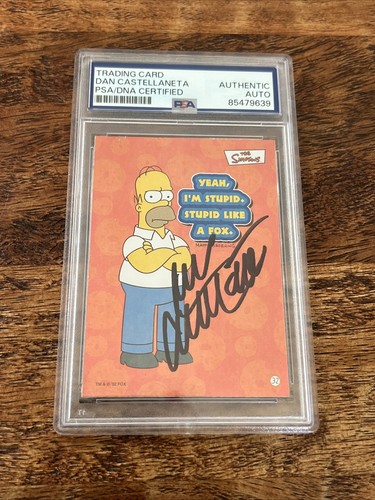 TRADING CARD
DAN CASTELLANETA
PSA/DNA CERTIFIED
AUTHENTIC
AUTO
85479639
PSA
THE
SIMPSONS
YEAH,
I'M STUPID.
STUPID LIKE
A FOX.
32